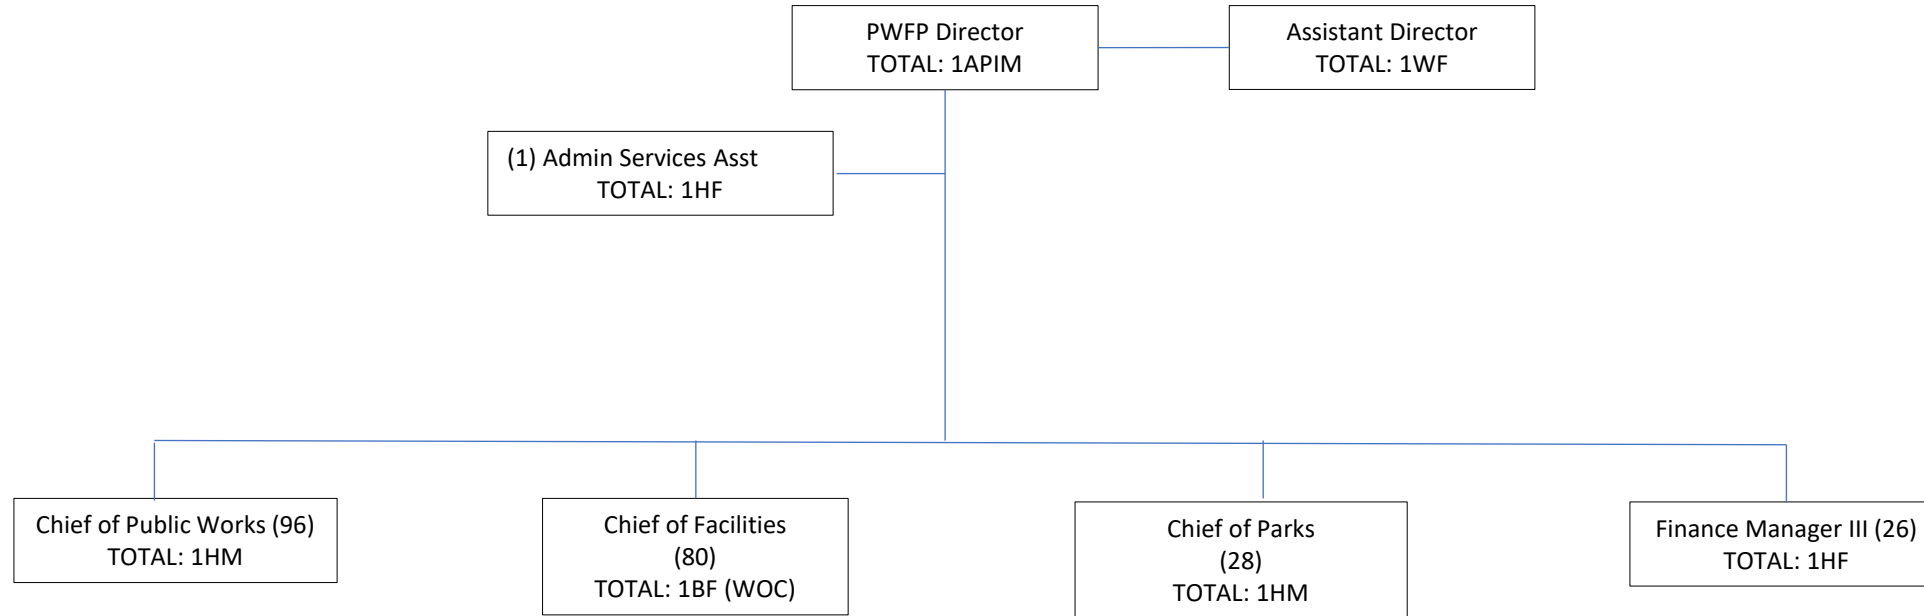 PWFP Director
TOTAL: 1APIM
Assistant Director
TOTAL: 1WF
(1) Admin Services Asst
TOTAL: 1HF
Chief of Public Works (96)
TOTAL: 1HM
Chief of Facilities
(80)
TOTAL: 1BF (WOC)
Chief of Parks
(28)
TOTAL: 1HM
Finance Manager III (26)
TOTAL: 1HF